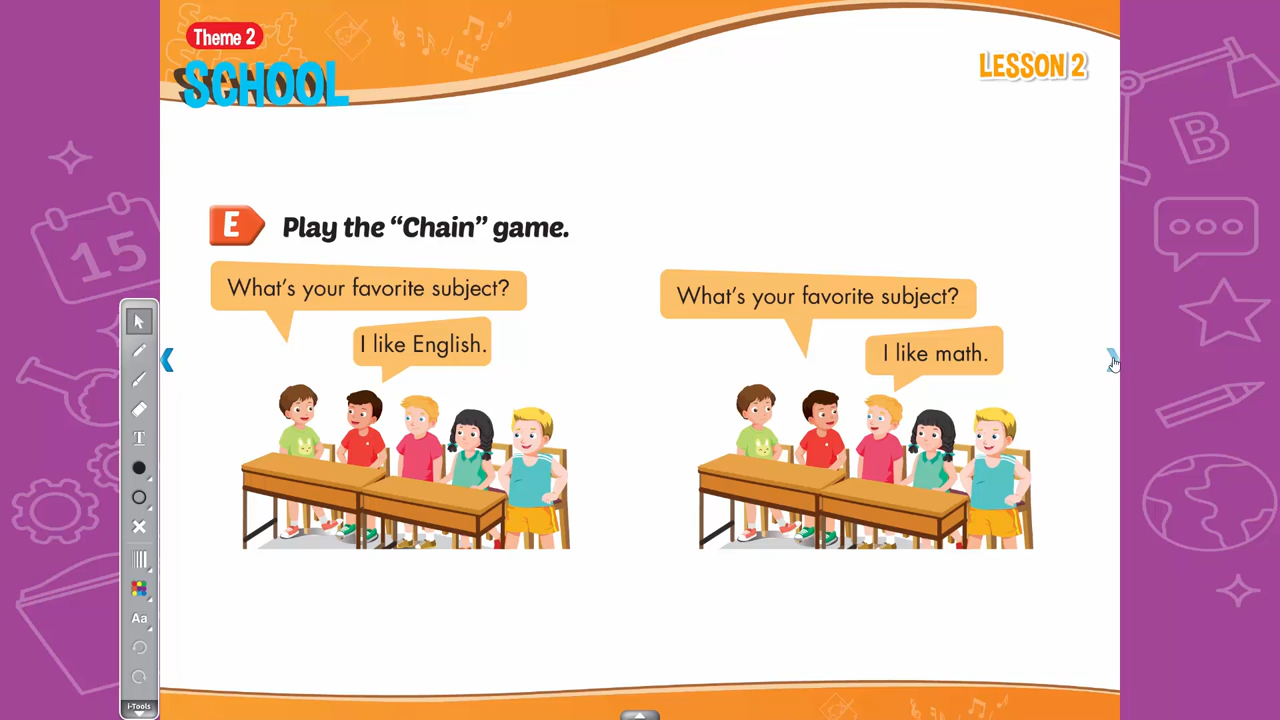 Theme 2
SCHOOL
LESSON 2
E Play the “Chain” game.
What's your favorite subject?
I like English.
What's your favorite subject?
I like math.
15
B
T
Aa
i-Tools